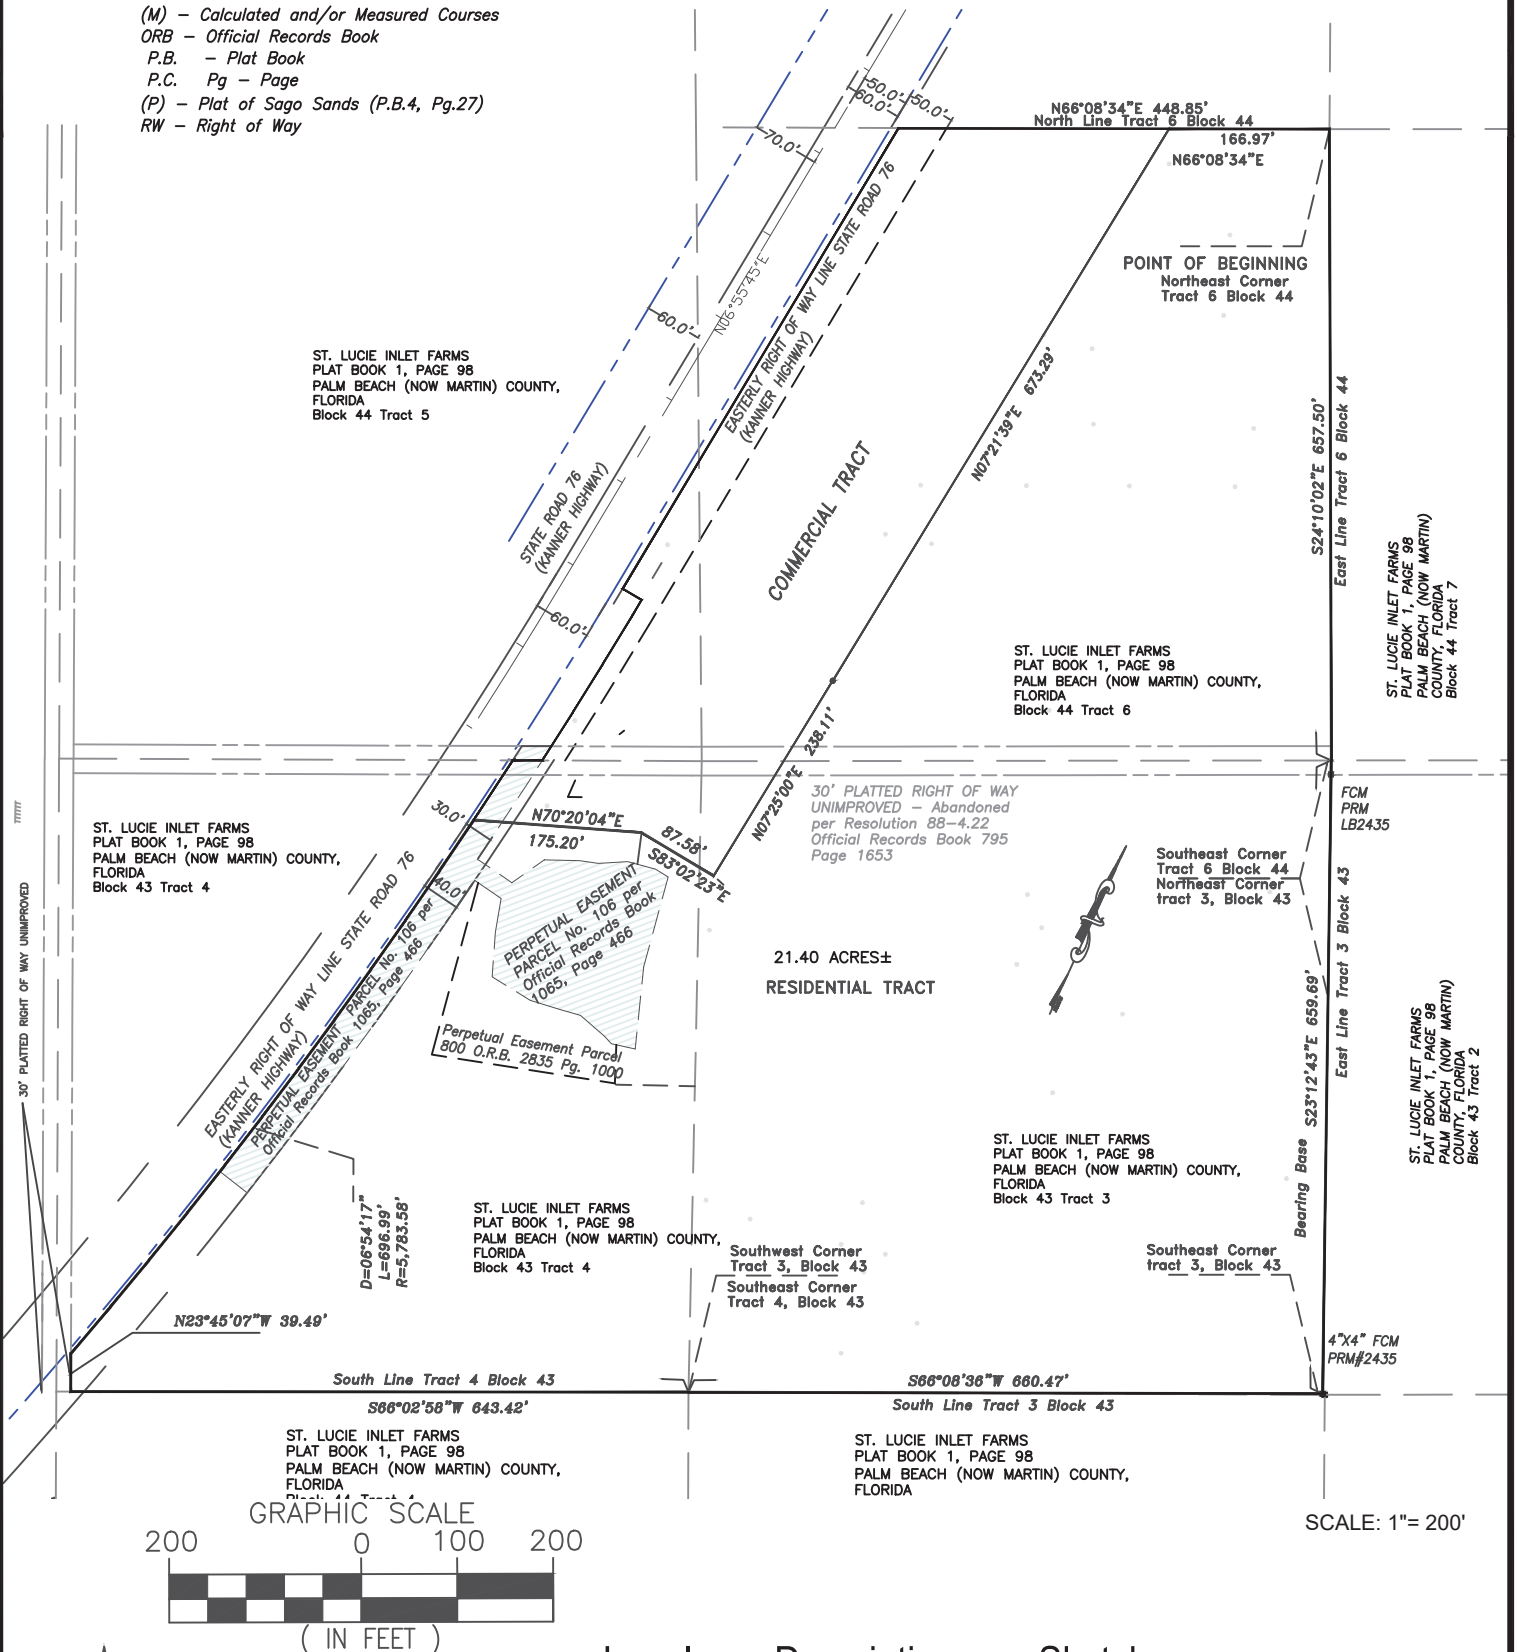 (M) – Calculated and/or Measured Courses
ORB – Official Records Book
P.B. – Plat Book
P.C. Pg – Page
(P) – Plat of Sago Sands (P.B.4, Pg.27)
RW – Right of Way
50.0'
60.0'
50.0'
70.0'
N66°08'34"E 448.85'
North Line Tract 6 Block 44
166.97'
N66°08'34"E
POINT OF BEGINNING
Northeast Corner
Tract 6 Block 44
60.0'
N06°55'45"E
EASTERLY RIGHT OF WAY LINE STATE ROAD 76
(KANNER HIGHWAY)
ST. LUCIE INLET FARMS
PLAT BOOK 1, PAGE 98
PALM BEACH (NOW MARTIN) COUNTY,
FLORIDA
Block 44 Tract 5
N07°21'39"E 673.29'
S24°10'02"E 657.50'
East Line Tract 6 Block 44
STATE ROAD 76
(KANNER HIGHWAY)
COMMERCIAL TRACT
ST. LUCIE INLET FARMS
PLAT BOOK 1, PAGE 98
PALM BEACH (NOW MARTIN)
COUNTY, FLORIDA
Block 44 Tract 7
60.0'
ST. LUCIE INLET FARMS
PLAT BOOK 1, PAGE 98
PALM BEACH (NOW MARTIN) COUNTY,
FLORIDA
Block 44 Tract 6
N07°25'00"E 238.11'
30' PLATTED RIGHT OF WAY
UNIMPROVED – Abandoned
per Resolution 88-4.22
Official Records Book 795
Page 1653
FCM
PRM
LB2435
30.0'
N70°20'04"E
175.20'
87.58'
S83°02'23"E
ST. LUCIE INLET FARMS
PLAT BOOK 1, PAGE 98
PALM BEACH (NOW MARTIN) COUNTY,
FLORIDA
Block 43 Tract 4
Southeast Corner
Tract 6 Block 44
Northeast Corner
tract 3, Block 43
40.0'
PERPETUAL EASEMENT
PARCEL No. 106 per
Official Records Book
1065, Page 466
30' PLATTED RIGHT OF WAY UNIMPROVED
EASTERLY RIGHT OF WAY LINE STATE ROAD 76
(KANNER HIGHWAY)
PERPETUAL EASEMENT PARCEL No. 106 per
Official Records Book 1065, Page 466
21.40 ACRES±
RESIDENTIAL TRACT
Perpetual Easement Parcel
800 O.R.B. 2835 Pg. 1000
Bearing Base S23°12'43"E 659.69'
East Line Tract 3 Block 43
ST. LUCIE INLET FARMS
PLAT BOOK 1, PAGE 98
PALM BEACH (NOW MARTIN)
COUNTY, FLORIDA
Block 43 Tract 2
D=06°54'17"
L=696.99'
R=5,783.58'
ST. LUCIE INLET FARMS
PLAT BOOK 1, PAGE 98
PALM BEACH (NOW MARTIN) COUNTY,
FLORIDA
Block 43 Tract 3
ST. LUCIE INLET FARMS
PLAT BOOK 1, PAGE 98
PALM BEACH (NOW MARTIN) COUNTY,
FLORIDA
Block 43 Tract 4
Southwest Corner
Tract 3, Block 43
Southeast Corner
Tract 4, Block 43
Southeast Corner
tract 3, Block 43
N23°45'07"W 39.49'
4"X4" FCM
PRM#2435
South Line Tract 4 Block 43
S66°02'58"W 643.42'
S66°08'36"W 660.47'
South Line Tract 3 Block 43
ST. LUCIE INLET FARMS
PLAT BOOK 1, PAGE 98
PALM BEACH (NOW MARTIN) COUNTY,
FLORIDA
ST. LUCIE INLET FARMS
PLAT BOOK 1, PAGE 98
PALM BEACH (NOW MARTIN) COUNTY,
FLORIDA
GRAPHIC SCALE
200 0 100 200
( IN FEET )
SCALE: 1"= 200'